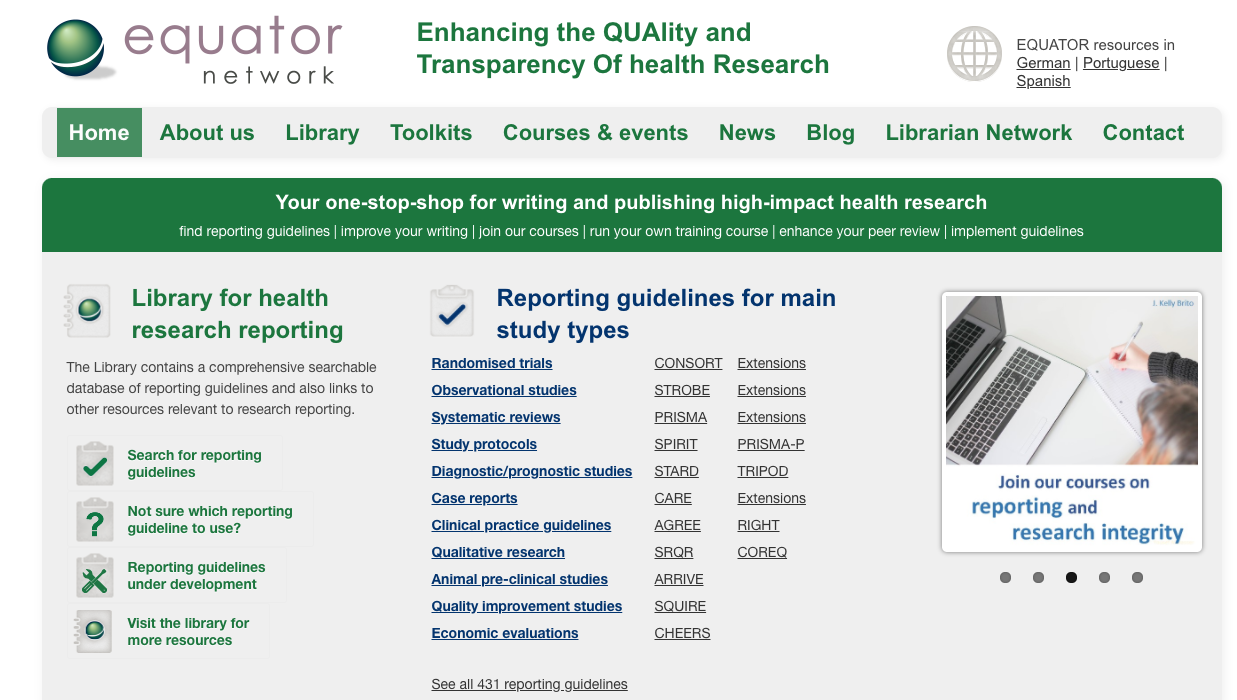 equator
network
Enhancing the QUAlity and
Transparency Of health Research
EQUATOR resources in
German | Portuguese |
Spanish
Home About us Library Toolkits Courses & events News Blog Librarian Network Contact
Your one-stop-shop for writing and publishing high-impact health research
find reporting guidelines | improve your writing | join our courses | run your own training course | enhance your peer review | implement guidelines
Library for health
research reporting
The Library contains a comprehensive searchable
database of reporting guidelines and also links to
other resources relevant to research reporting.
Search for reporting
guidelines
Not sure which reporting
guideline to use?
Reporting guidelines
under development
Visit the library for
more resources
Reporting guidelines for main
study types
Randomised trials CONSORT Extensions
Observational studies STROBE Extensions
Systematic reviews PRISMA Extensions
Study protocols SPIRIT PRISMA-P
Diagnostic/prognostic studies STARD TRIPOD
Case reports CARE Extensions
Clinical practice guidelines AGREE RIGHT
Qualitative research SRQR COREQ
Animal pre-clinical studies ARRIVE
Quality improvement studies SQUIRE
Economic evaluations CHEERS
See all 431 reporting guidelines
J. Kelly Brito
Join our courses on
reporting and
research integrity